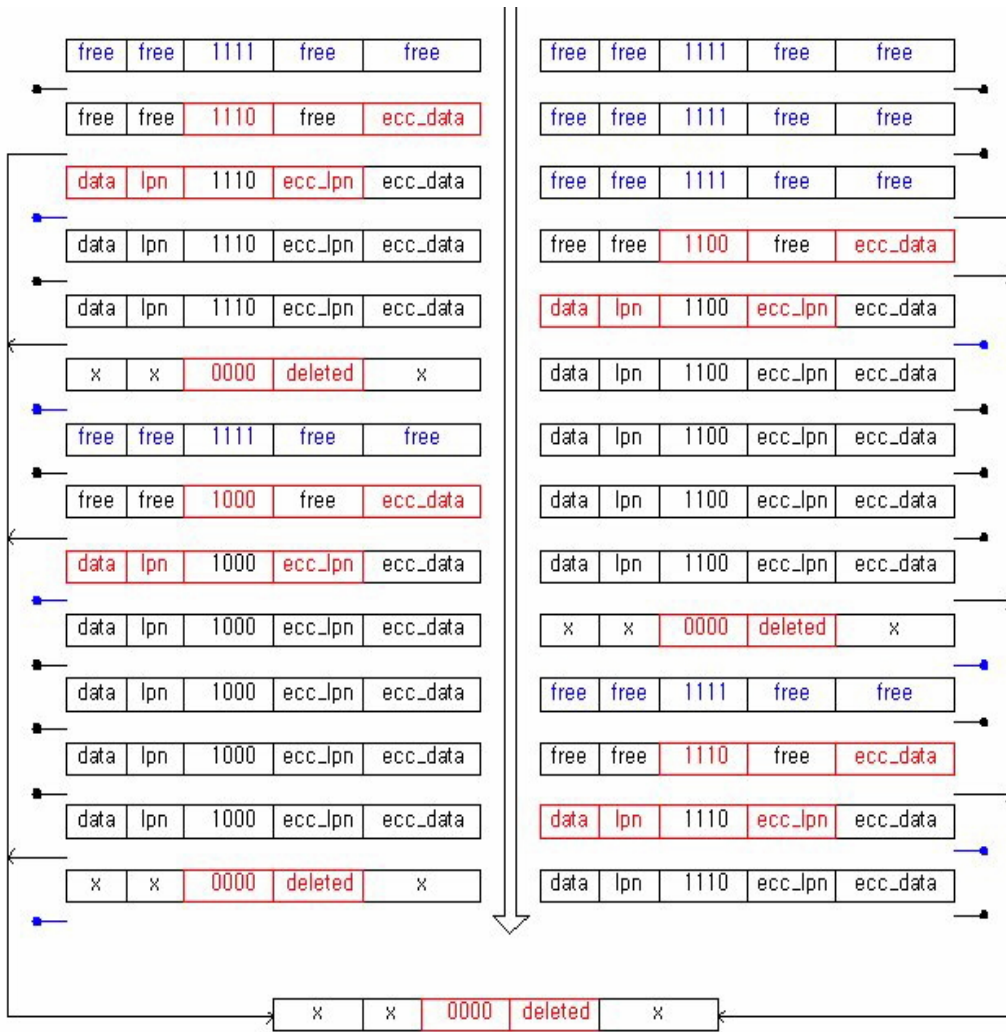 free free 1111 free free
free free 1110 free ecc_data
data lpn 1110 ecc_lpn ecc_data
data lpn 1110 ecc_lpn ecc_data
data lpn 1110 ecc_lpn ecc_data
x x 0000 deleted x
free free 1111 free free
free free 1000 free ecc_data
data lpn 1000 ecc_lpn ecc_data
data lpn 1000 ecc_lpn ecc_data
data lpn 1000 ecc_lpn ecc_data
data lpn 1000 ecc_lpn ecc_data
data lpn 1000 ecc_lpn ecc_data
x x 0000 deleted x
free free 1111 free free
free free 1111 free free
free free 1111 free free
free free 1100 free ecc_data
data lpn 1100 ecc_lpn ecc_data
data lpn 1100 ecc_lpn ecc_data
data lpn 1100 ecc_lpn ecc_data
data lpn 1100 ecc_lpn ecc_data
data lpn 1100 ecc_lpn ecc_data
x x 0000 deleted x
free free 1111 free free
free free 1110 free ecc_data
data lpn 1110 ecc_lpn ecc_data
data lpn 1110 ecc_lpn ecc_data
x x 0000 deleted x